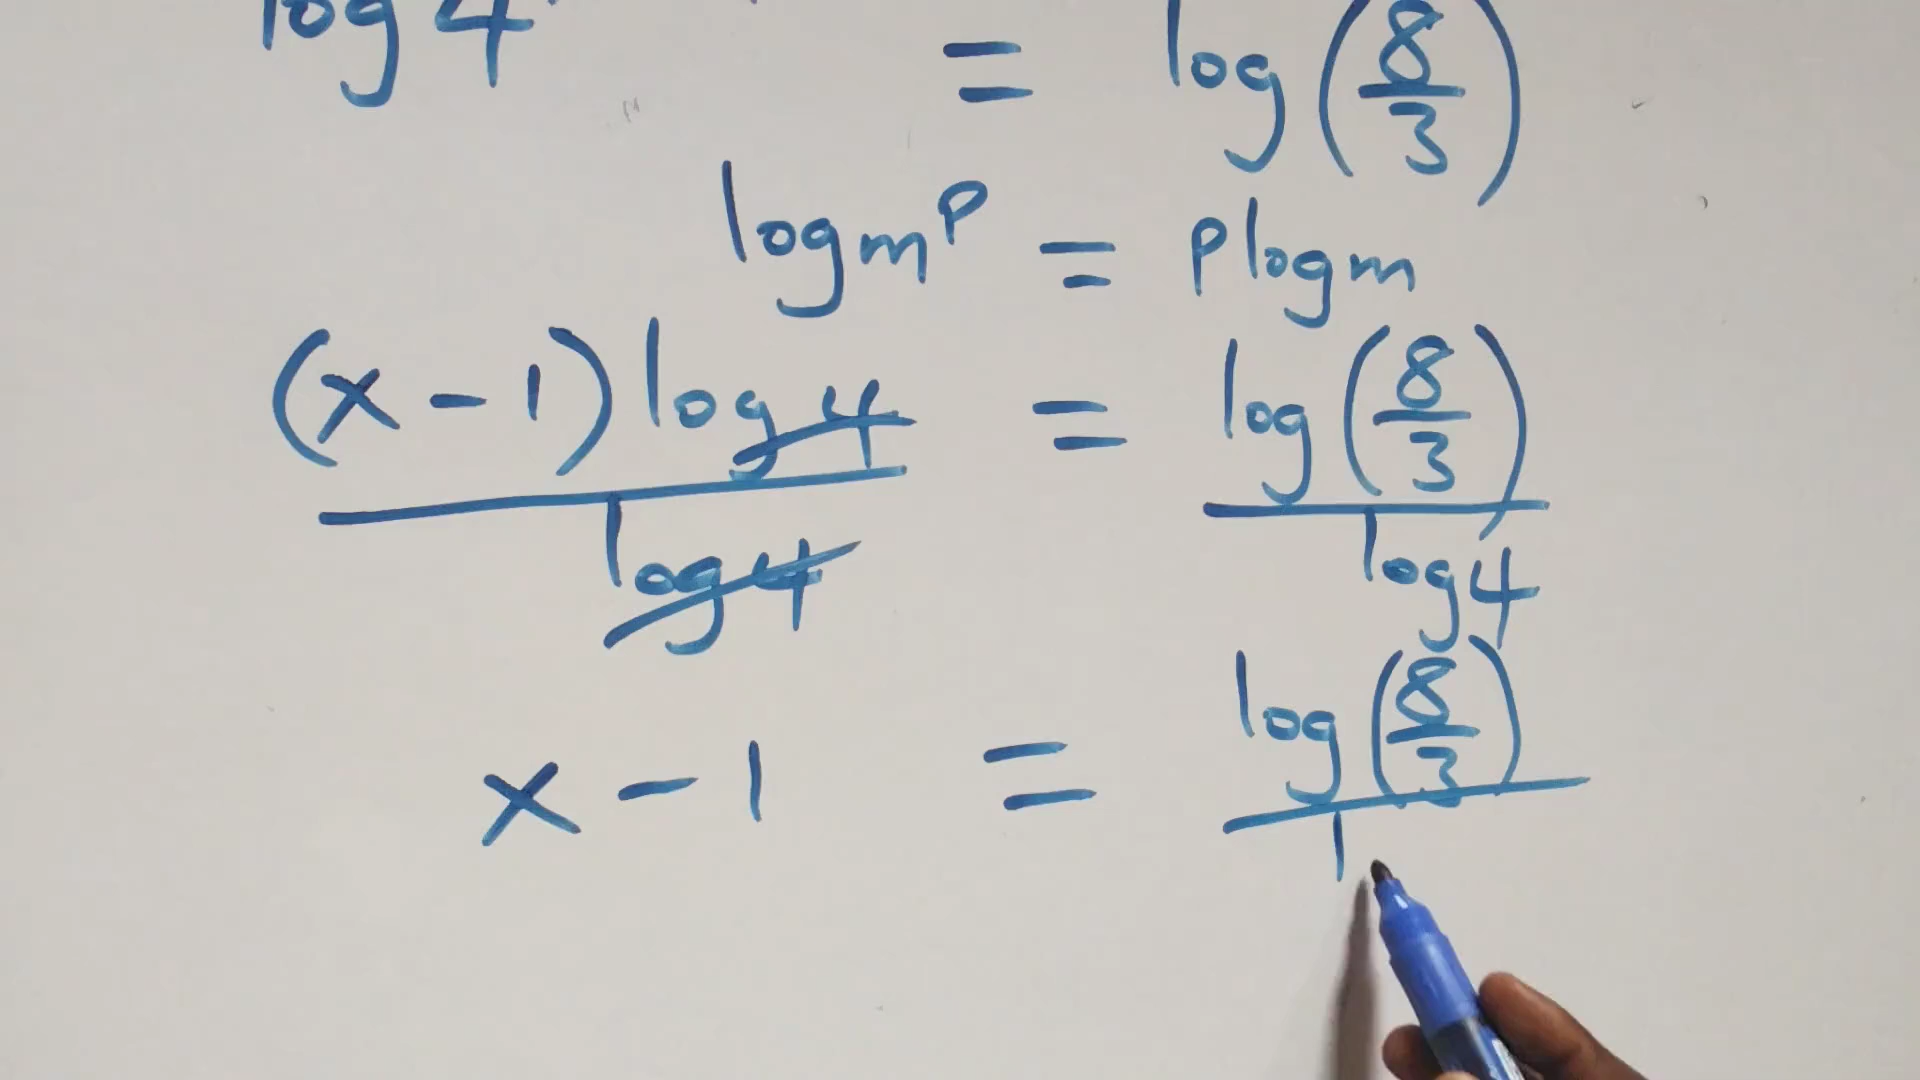 log 4 = log(8/3)
log m^p = p log m
(x - 1) log 4 / log 4 = log(8/3) / log 4
x - 1 = log(8/3) / l